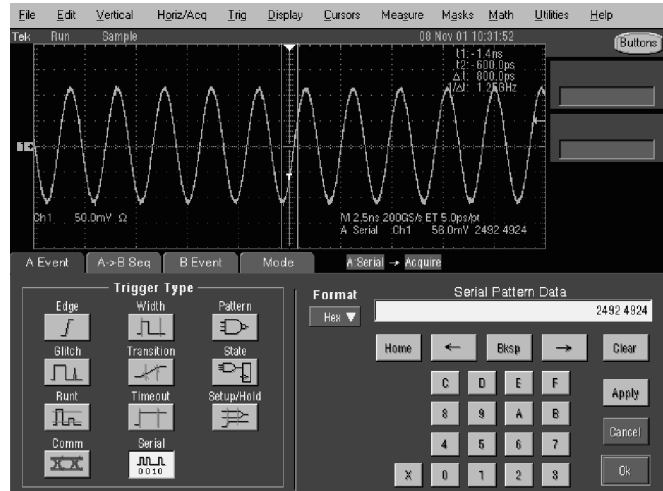 File Edit Vertical Horiz/Acq Trig Display Cursors Measure Masks Math Utilities Help
Tek Run Sample 08 Nov 01 10:31:52 Buttons
t1: -1.4ns
t2: -600.0ps
Δt: 800.0ps
1/Δt: 1.25GHz
1
Ch1 50.0mV Ω M 2.5ns 200GS/s ET 5.0ps/pt
A Serial Ch1 56.0mV 2492 4924
A Event A->B Seq B Event Mode A:Serial → Acquire
Trigger Type
Edge Width Pattern
Glitch Transition State
Runt Timeout Setup/Hold
Comm Serial
0010
Format Serial Pattern Data
Hex 2492 4924
Home ← Bksp → Clear
C D E F Apply
8 9 A B
4 5 6 7 Cancel
X 0 1 2 3 Ok